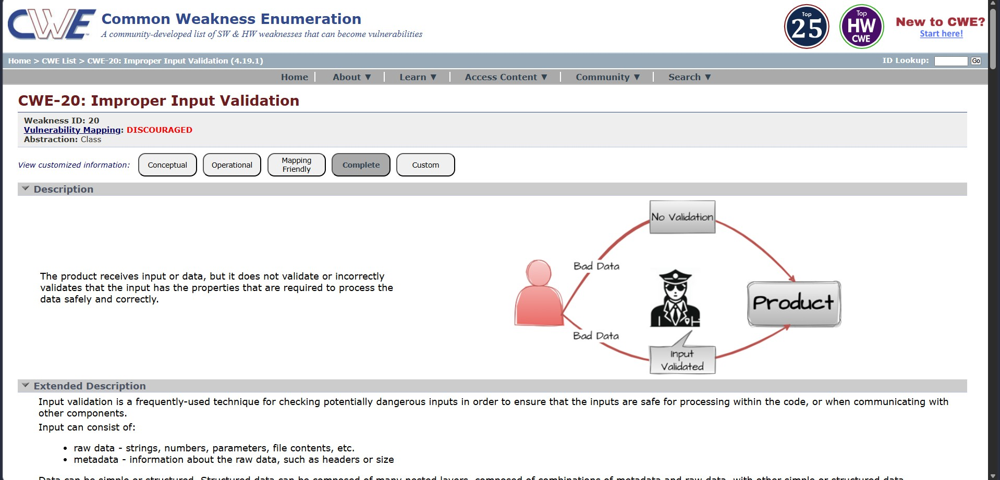 CWE
Common Weakness Enumeration
A community-developed list of SW & HW weaknesses that can become vulnerabilities
Top
25
Top
HW
CWE
New to CWE?
Start here!
Home > CWE List > CWE-20: Improper Input Validation (4.19.1)
ID Lookup:
Go
Home
About ▼
Learn ▼
Access Content ▼
Community ▼
Search ▼
CWE-20: Improper Input Validation
Weakness ID: 20
Vulnerability Mapping: DISCOURAGED
Abstraction: Class
View customized information:
Conceptual
Operational
Mapping
Friendly
Complete
Custom
Description
The product receives input or data, but it does not validate or incorrectly
validates that the input has the properties that are required to process the
data safely and correctly.
No Validation
Bad Data
Product
Bad Data
Input
Validated
Extended Description
Input validation is a frequently-used technique for checking potentially dangerous inputs in order to ensure that the inputs are safe for processing within the code, or when communicating with
other components.
Input can consist of:
• raw data - strings, numbers, parameters, file contents, etc.
• metadata - information about the raw data, such as headers or size
Data can be simple or structured. Structured data can be composed of many nested layers, composed of combinations of metadata and raw data, with other simple or structured data.